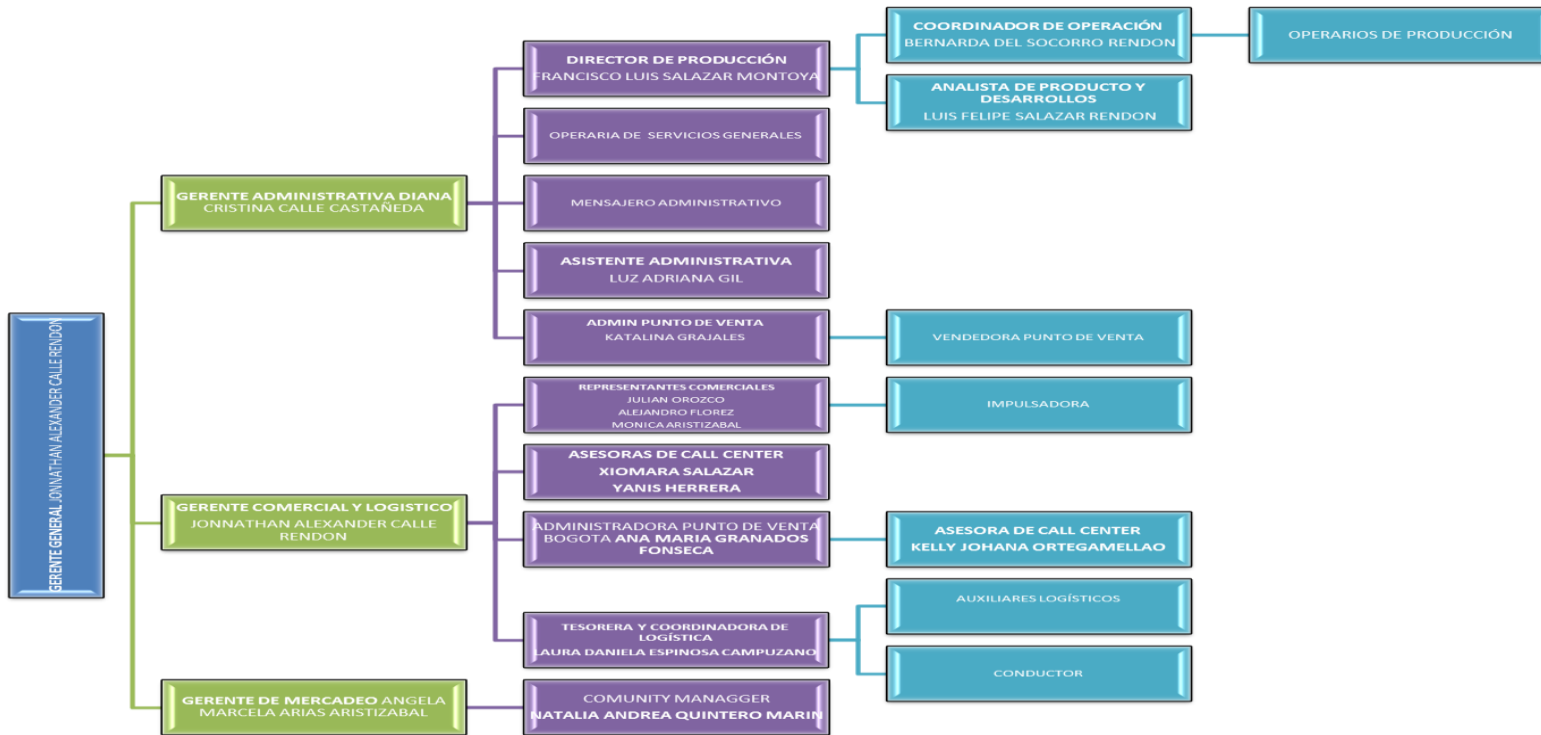 GERENTE GENERAL JONNATHAN ALEXANDER CALLE RENDON
GERENTE ADMINISTRATIVA DIANA
CRISTINA CALLE CASTAÑEDA
DIRECTOR DE PRODUCCIÓN
FRANCISCO LUIS SALAZAR MONTOYA
COORDINADOR DE OPERACIÓN
BERNARDA DEL SOCORRO RENDON
OPERARIOS DE PRODUCCIÓN
ANALISTA DE PRODUCTO Y
DESARROLLOS
LUIS FELIPE SALAZAR RENDON
OPERARIA DE SERVICIOS GENERALES
MENSAJERO ADMINISTRATIVO
ASISTENTE ADMINISTRATIVA
LUZ ADRIANA GIL
ADMIN PUNTO DE VENTA
KATALINA GRAJALES
VENDEDORA PUNTO DE VENTA
GERENTE COMERCIAL Y LOGISTICO
JONNATHAN ALEXANDER CALLE
RENDON
REPRESENTANTES COMERCIALES
JULIAN OROZCO
ALEJANDRO FLOREZ
MONICA ARISTIZABAL
IMPULSADORA
ASESORAS DE CALL CENTER
XIOMARA SALAZAR
YANIS HERRERA
ADMINISTRADORA PUNTO DE VENTA
BOGOTA ANA MARIA GRANADOS
FONSECA
ASESORA DE CALL CENTER
KELLY JOHANA ORTEGAMELLAO
TESORERA Y COORDINADORA DE
LOGÍSTICA
LAURA DANIELA ESPINOSA CAMPUZANO
AUXILIARES LOGÍSTICOS
CONDUCTOR
GERENTE DE MERCADEO ANGELA
MARCELA ARIAS ARISTIZABAL
COMUNITY MANAGGER
NATALIA ANDREA QUINTERO MARIN